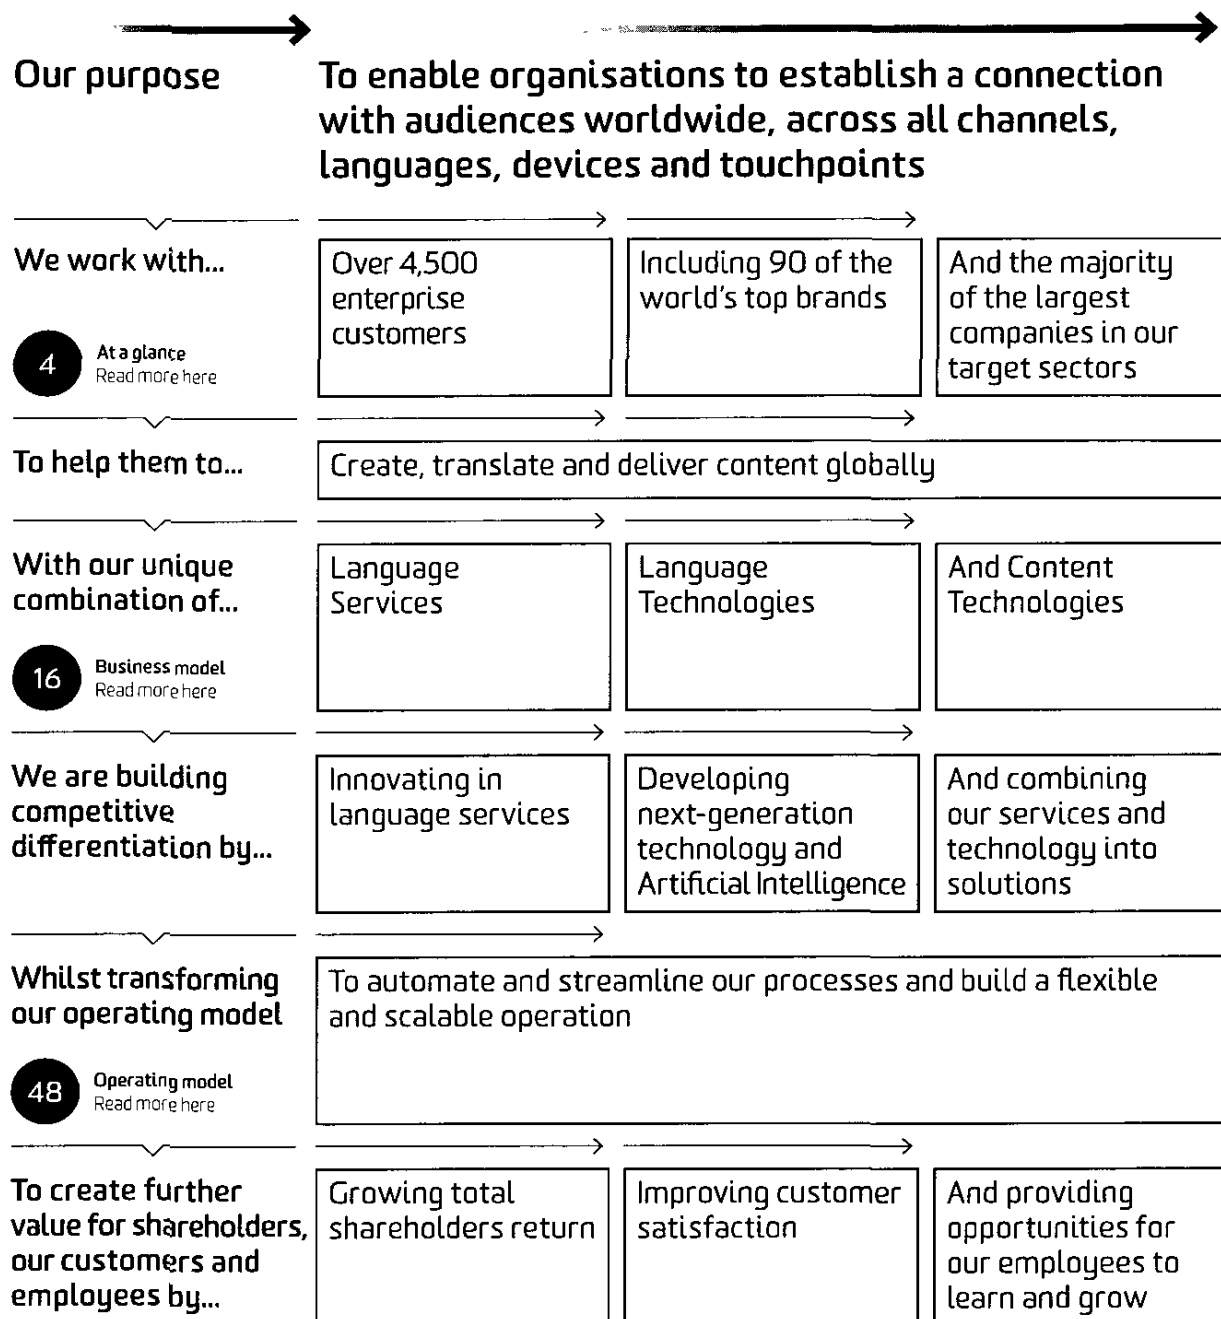 Our purpose
To enable organisations to establish a connection
with audiences worldwide, across all channels,
languages, devices and touchpoints
We work with...
4
At a glance
Read more here
Over 4,500
enterprise
customers
Including 90 of the
world's top brands
And the majority
of the largest
companies in our
target sectors
To help them to...
Create, translate and deliver content globally
With our unique
combination of...
16
Business model
Read more here
Language
Services
Language
Technologies
And Content
Technologies
We are building
competitive
differentiation by...
Innovating in
language services
Developing
next-generation
technology and
Artificial Intelligence
And combining
our services and
technology into
solutions
Whilst transforming
our operating model
48
Operating model
Read more here
To automate and streamline our processes and build a flexible
and scalable operation
To create further
value for shareholders,
our customers and
employees by...
Growing total
shareholders return
Improving customer
satisfaction
And providing
opportunities for
our employees to
learn and grow